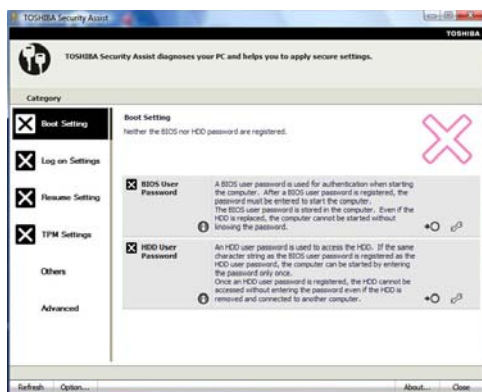 TOSHIBA Security Assist
TOSHIBA
TOSHIBA Security Assist diagnoses your PC and helps you to apply secure settings.
Category
Boot Setting
Log on Settings
Resume Setting
TPM Settings
Others
Advanced
Boot Setting
Neither the BIOS nor HDD password are registered.
BIOS User
Password
A BIOS user password is used for authentication when starting
the computer. After a BIOS user password is registered, the
password must be entered to start the computer.
The BIOS user password is stored in the computer. Even if the
HDD is replaced, the computer cannot be started without
knowing the password.
HDD User
Password
An HDD user password is used to access the HDD. If the same
character string as the BIOS user password is registered as the
HDD user password, the computer can be started by entering
the password only once.
Once an HDD user password is registered, the HDD cannot be
accessed without entering the password even if the HDD is
removed and connected to another computer.
Refresh Option... About... Close